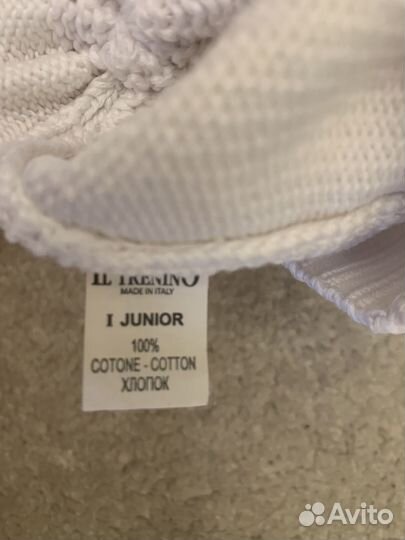 IL TRENINO
MADE IN ITALY
I JUNIOR
100%
COTONE - COTTON
ХЛОПОК
Avito